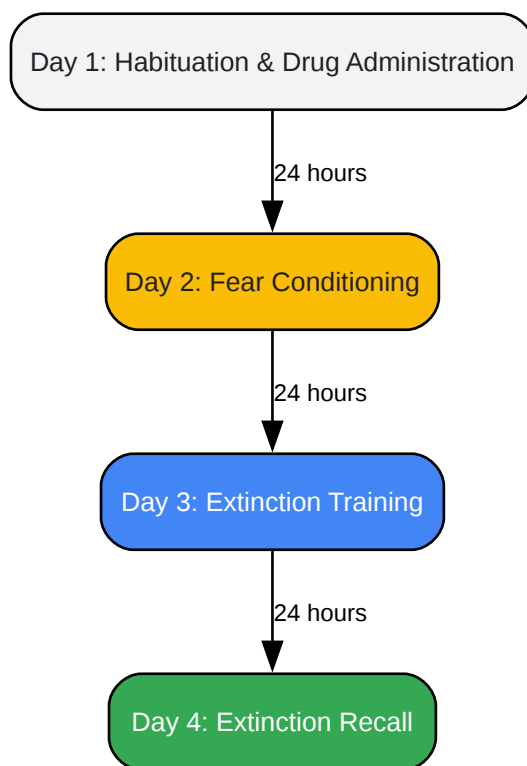 Day 1: Habituation & Drug Administration
24 hours
Day 2: Fear Conditioning
24 hours
Day 3: Extinction Training
24 hours
Day 4: Extinction Recall